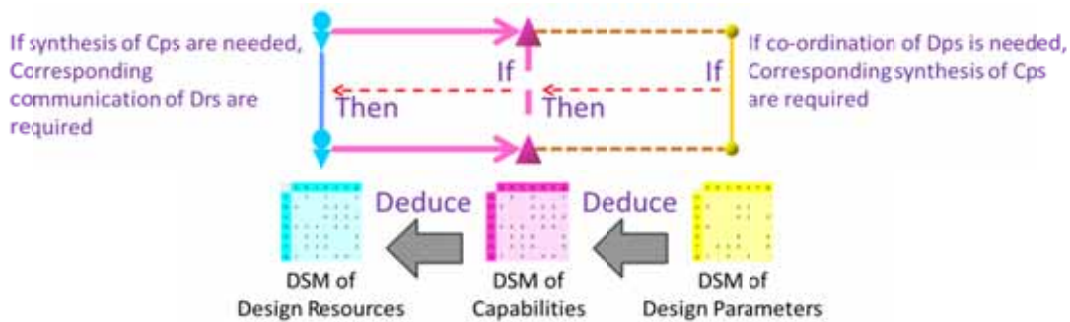 If synthesis of Cps are needed,
Corresponding
communication of Drs are
required
If
Then
If
Then
If co-ordination of Dps is needed,
Corresponding synthesis of Cps
are required
Deduce
Deduce
DSM of
Design Resources
DSM of
Capabilities
DSM of
Design Parameters